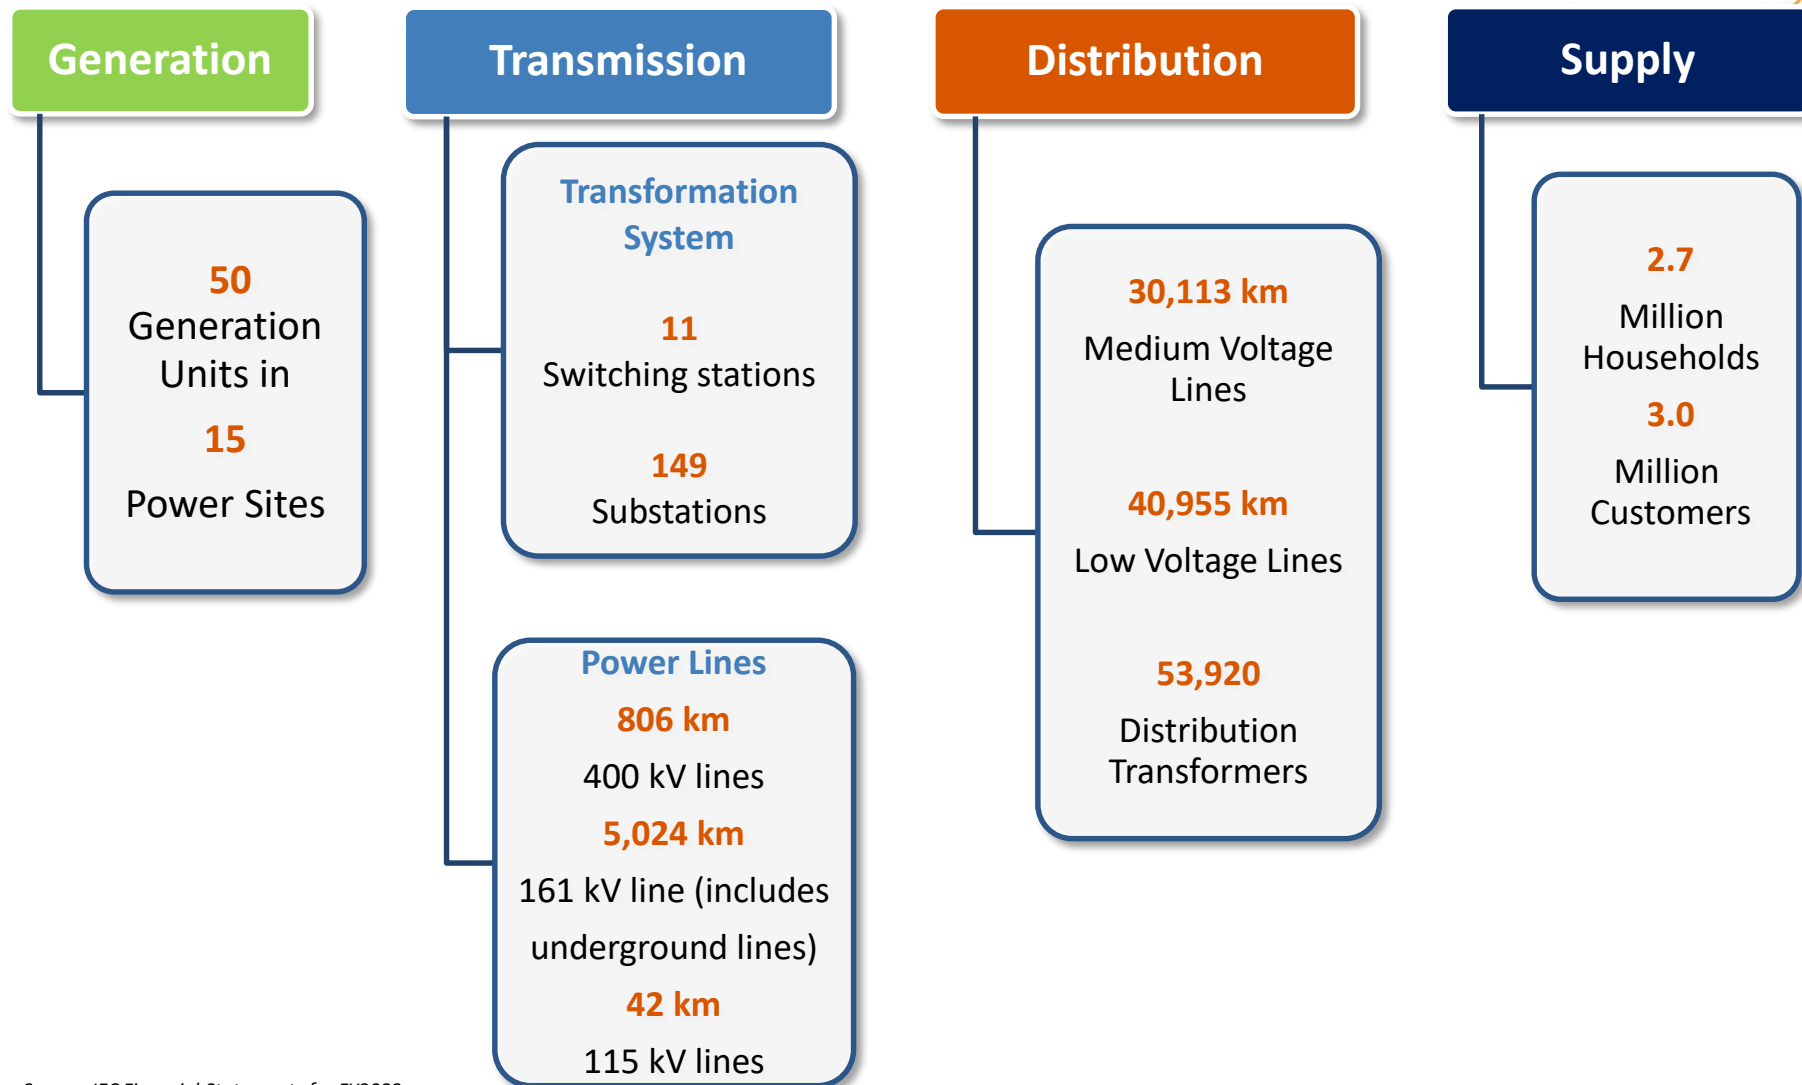 Generation
50
Generation
Units in
15
Power Sites
Transmission
Transformation
System
11
Switching stations
149
Substations
Power Lines
806 km
400 kV lines
5,024 km
161 kV line (includes
underground lines)
42 km
115 kV lines
Distribution
30,113 km
Medium Voltage
Lines
40,955 km
Low Voltage Lines
53,920
Distribution
Transformers
Supply
2.7
Million
Households
3.0
Million
Customers